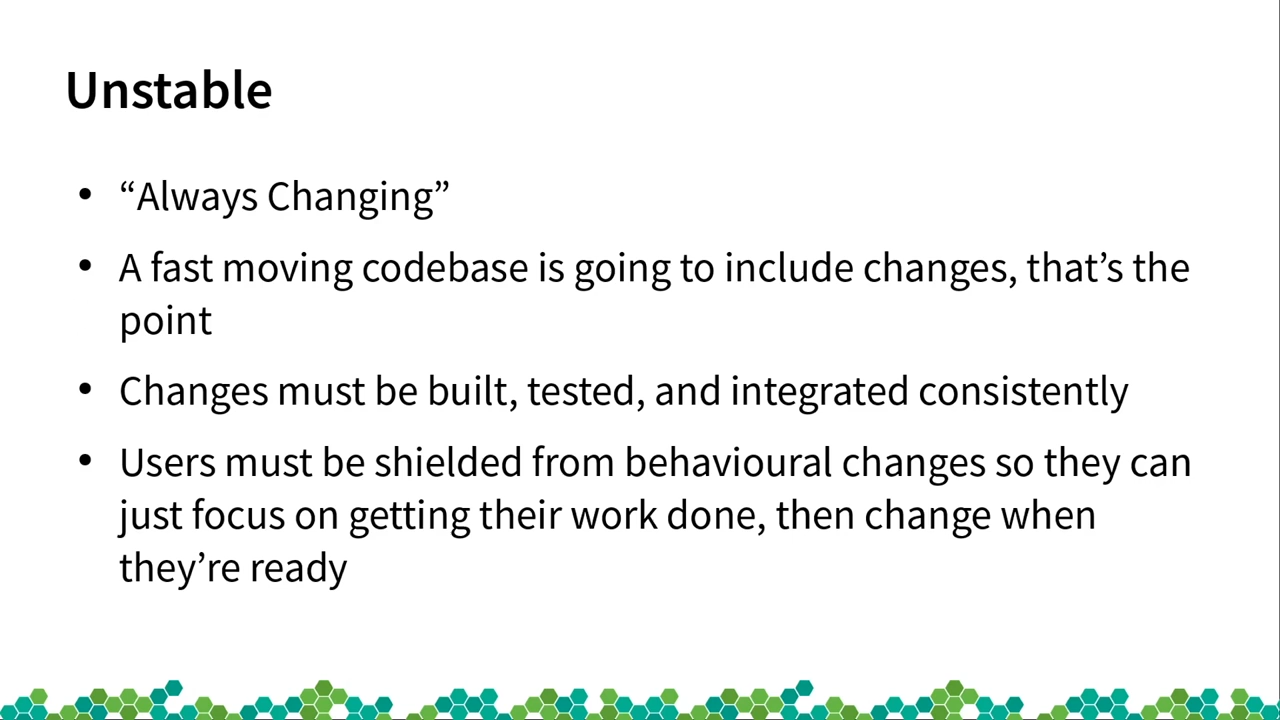 Unstable
• “Always Changing”
• A fast moving codebase is going to include changes, that’s the
point
• Changes must be built, tested, and integrated consistently
• Users must be shielded from behavioural changes so they can
just focus on getting their work done, then change when
they’re ready